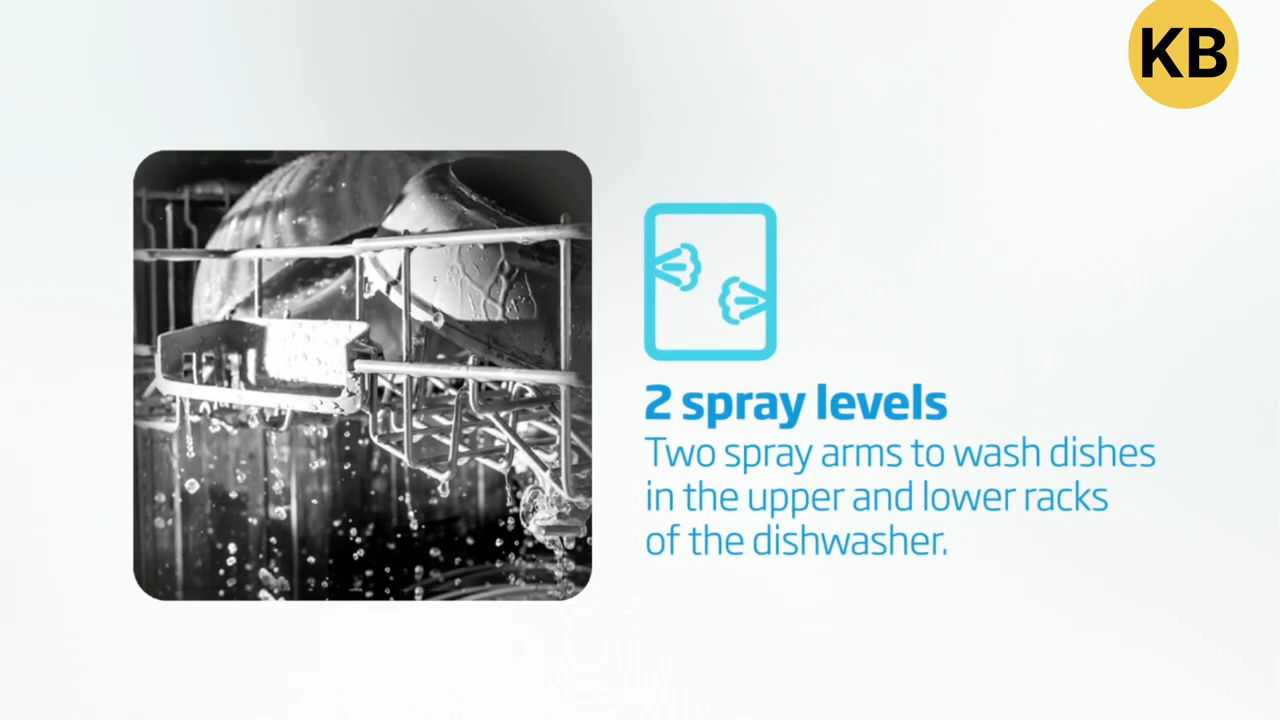 KB
2 spray levels
Two spray arms to wash dishes
in the upper and lower racks
of the dishwasher.